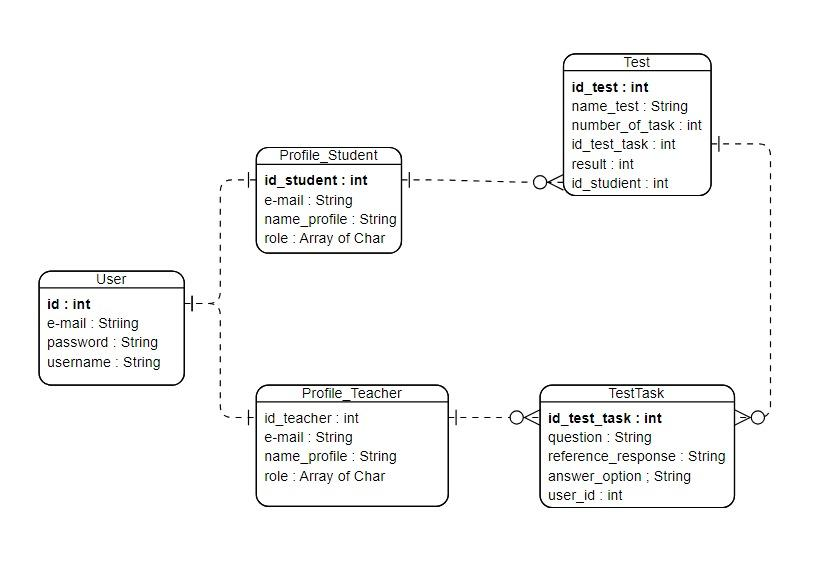 Test
id_test : int
name_test : String
number_of_task : int
id_test_task : int
result : int
id_studient : int
Profile_Student
id_student : int
e-mail : String
name_profile : String
role : Array of Char
User
id : int
e-mail : Striing
password : String
username : String
Profile_Teacher
id_teacher : int
e-mail : String
name_profile : String
role : Array of Char
TestTask
id_test_task : int
question : String
reference_response : String
answer_option ; String
user_id : int